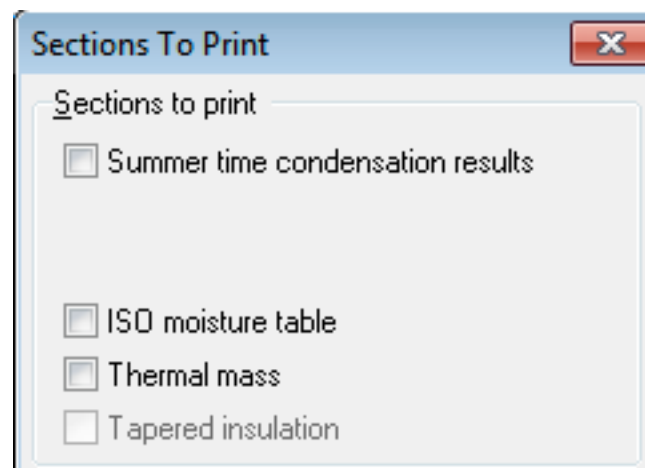 Sections To Print
Sections to print
Summer time condensation results
ISO moisture table
Thermal mass
Tapered insulation